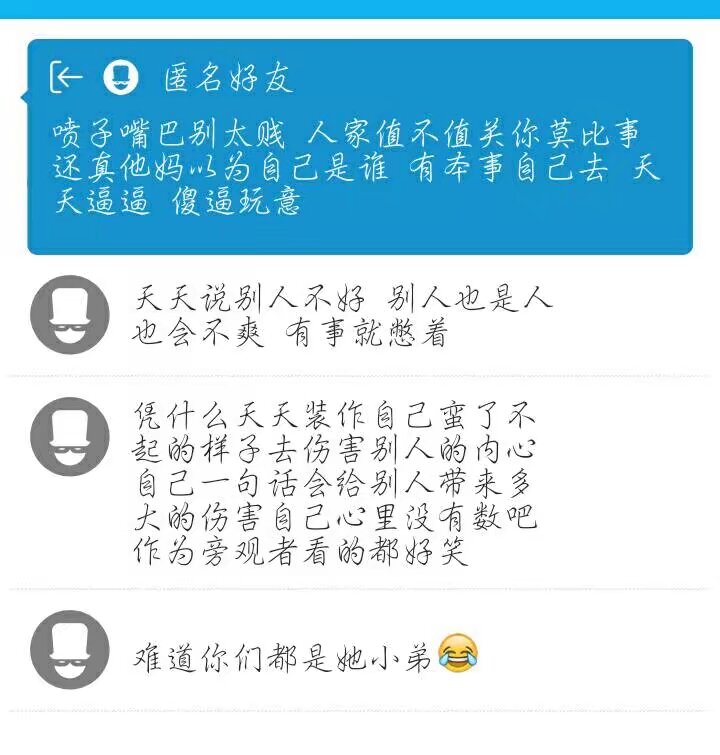 匿名好友
喷子嘴巴别太贱 人家值不值关你莫比事
还真他妈以为自己是谁 有本事自己去 天
天逼逼 傻逼玩意
天天说别人不好 别人也是人
也会不爽 有事就憋着
凭什么天天装作自己蛮了不
起的样子去伤害别人的内心
自己一句话会给别人带来多
大的伤害自己心里没有数吧
作为旁观者看的都好笑
难道你们都是她小弟😂